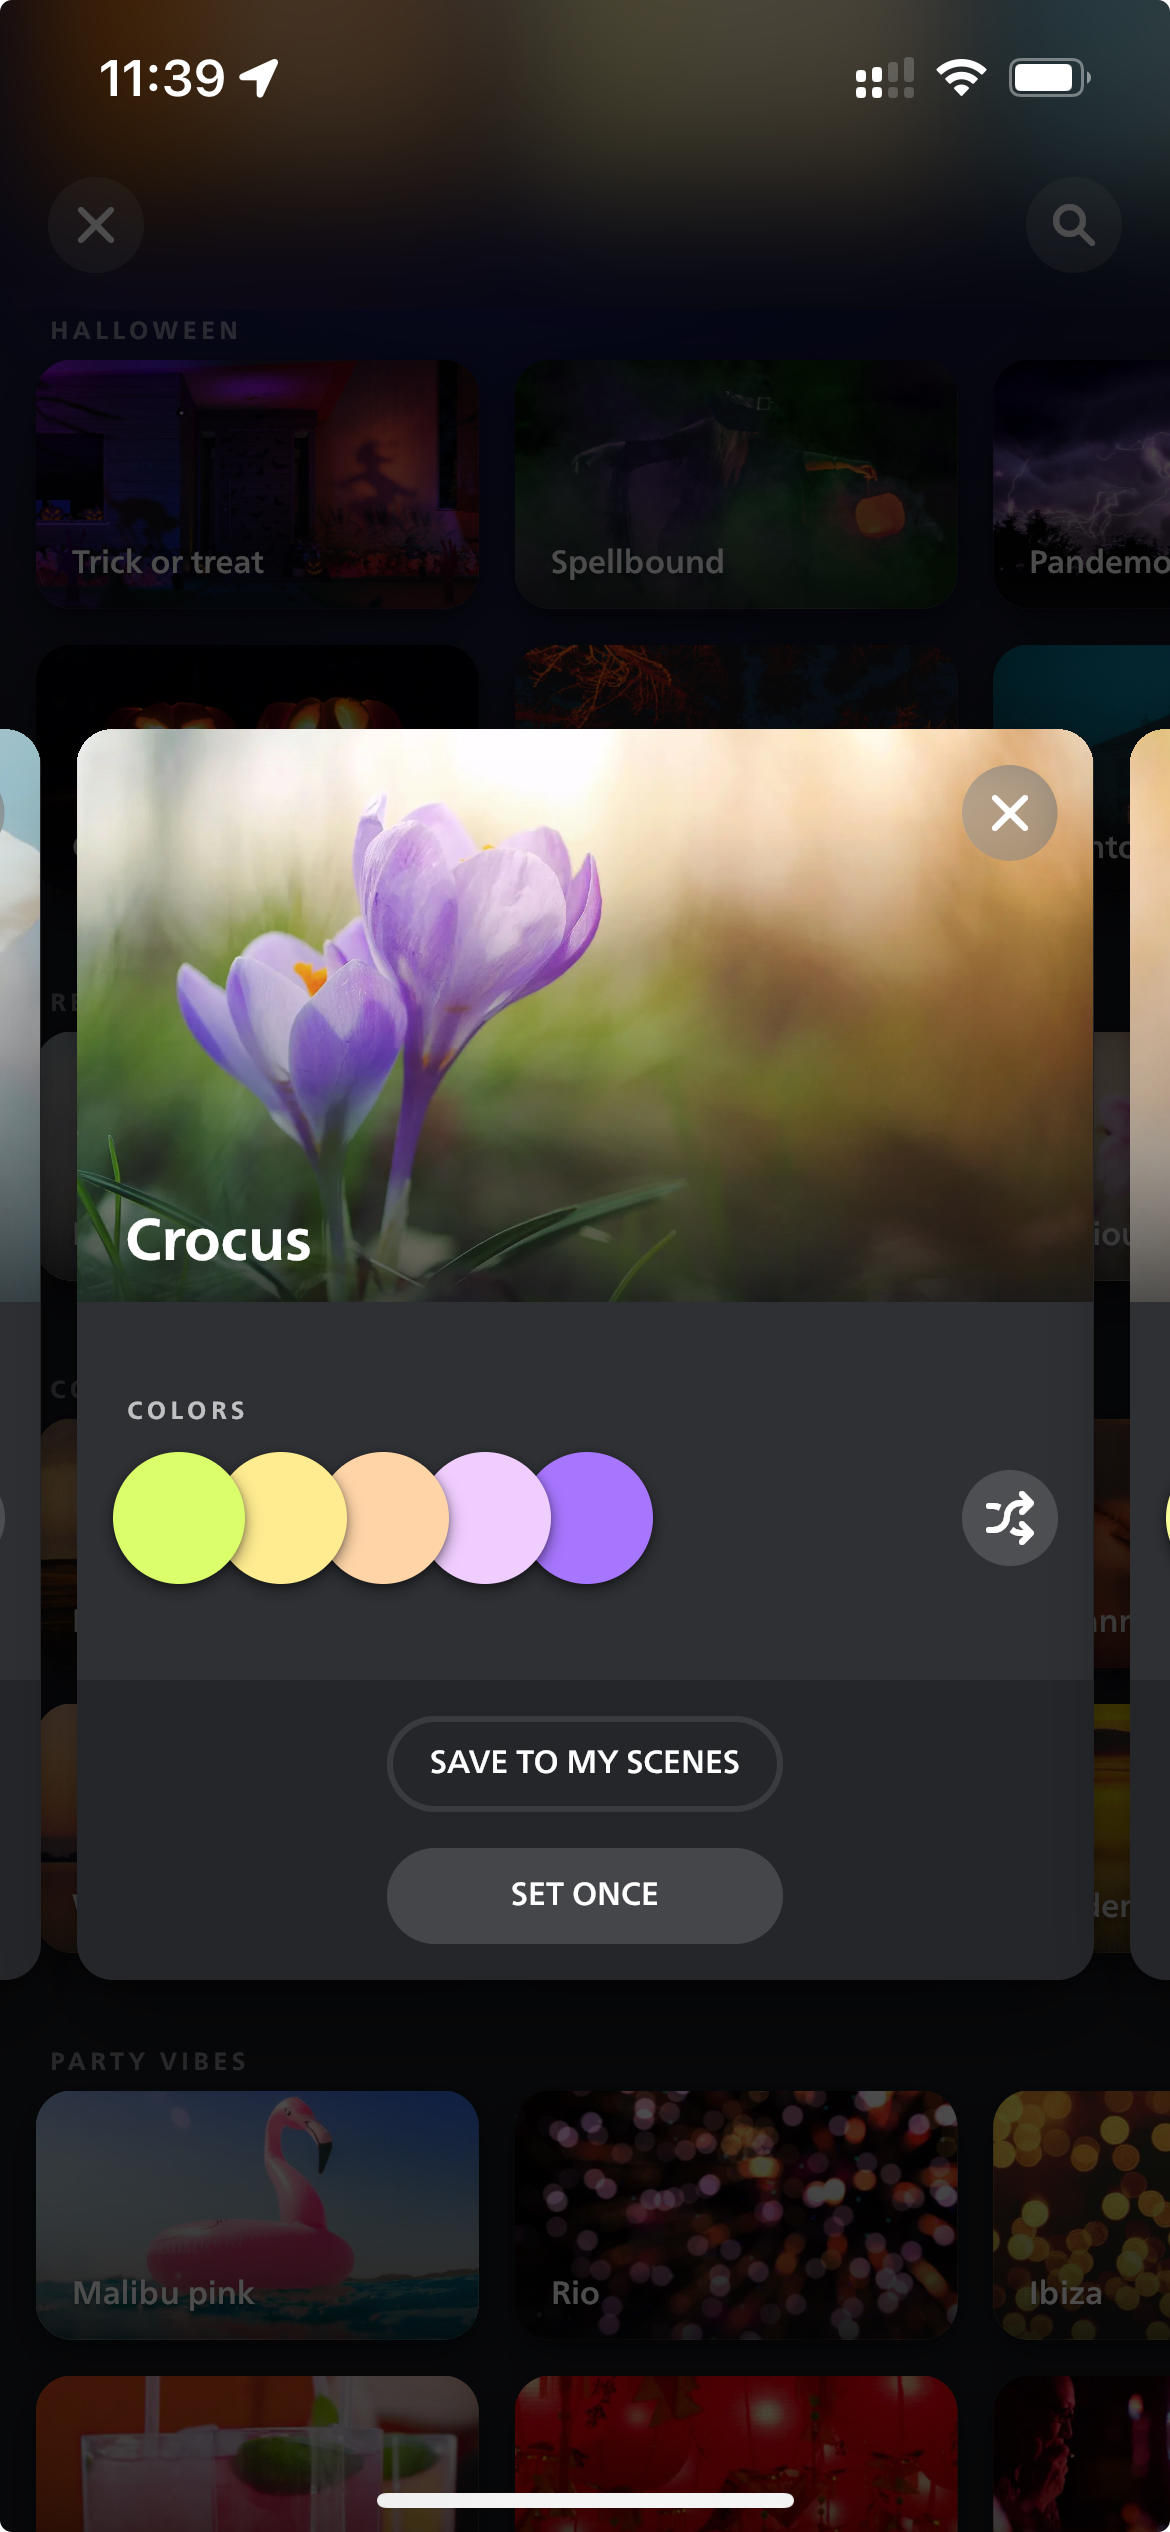 11:39
HALLOWEEN
Trick or treat
Spellbound
Pandemo
Crocus
COLORS
SAVE TO MY SCENES
SET ONCE
PARTY VIBES
Malibu pink
Rio
Ibiza